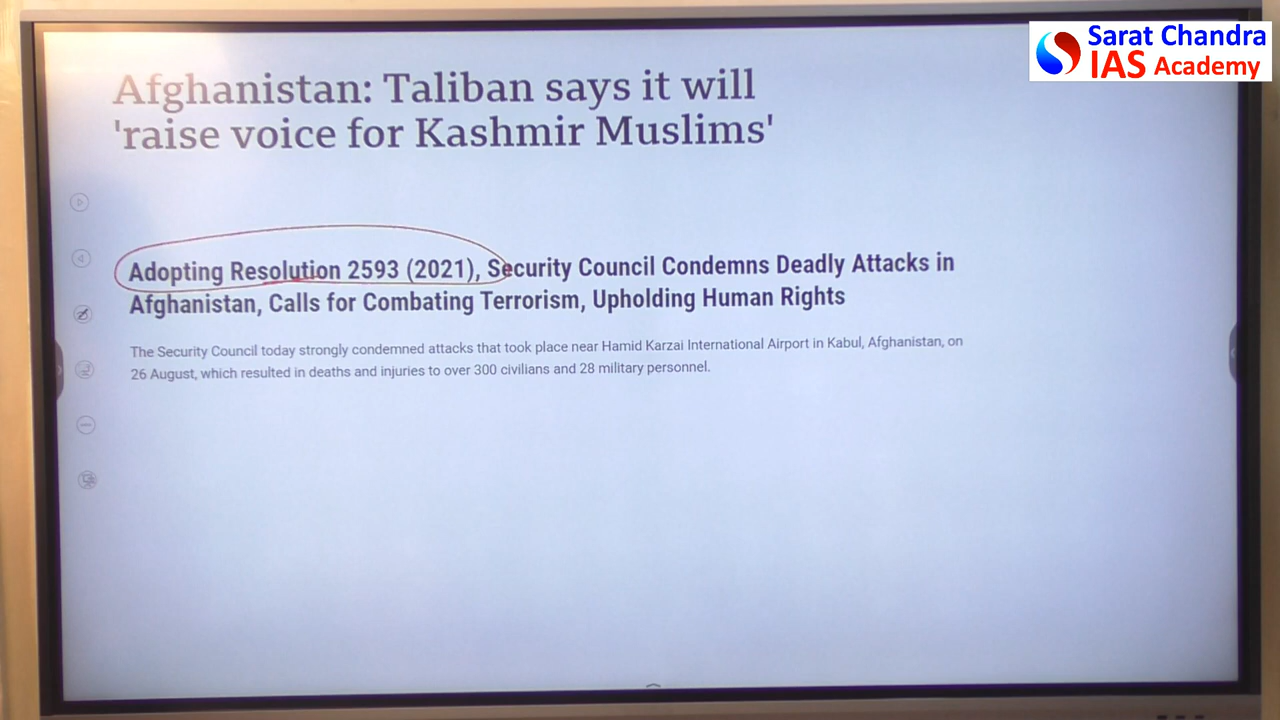 Sarat Chandra
IAS Academy
Afghanistan: Taliban says it will
'raise voice for Kashmir Muslims'
Adopting Resolution 2593 (2021), Security Council Condemns Deadly Attacks in
Afghanistan, Calls for Combating Terrorism, Upholding Human Rights
The Security Council today strongly condemned attacks that took place near Hamid Karzai International Airport in Kabul, Afghanistan, on
26 August, which resulted in deaths and injuries to over 300 civilians and 28 military personnel.